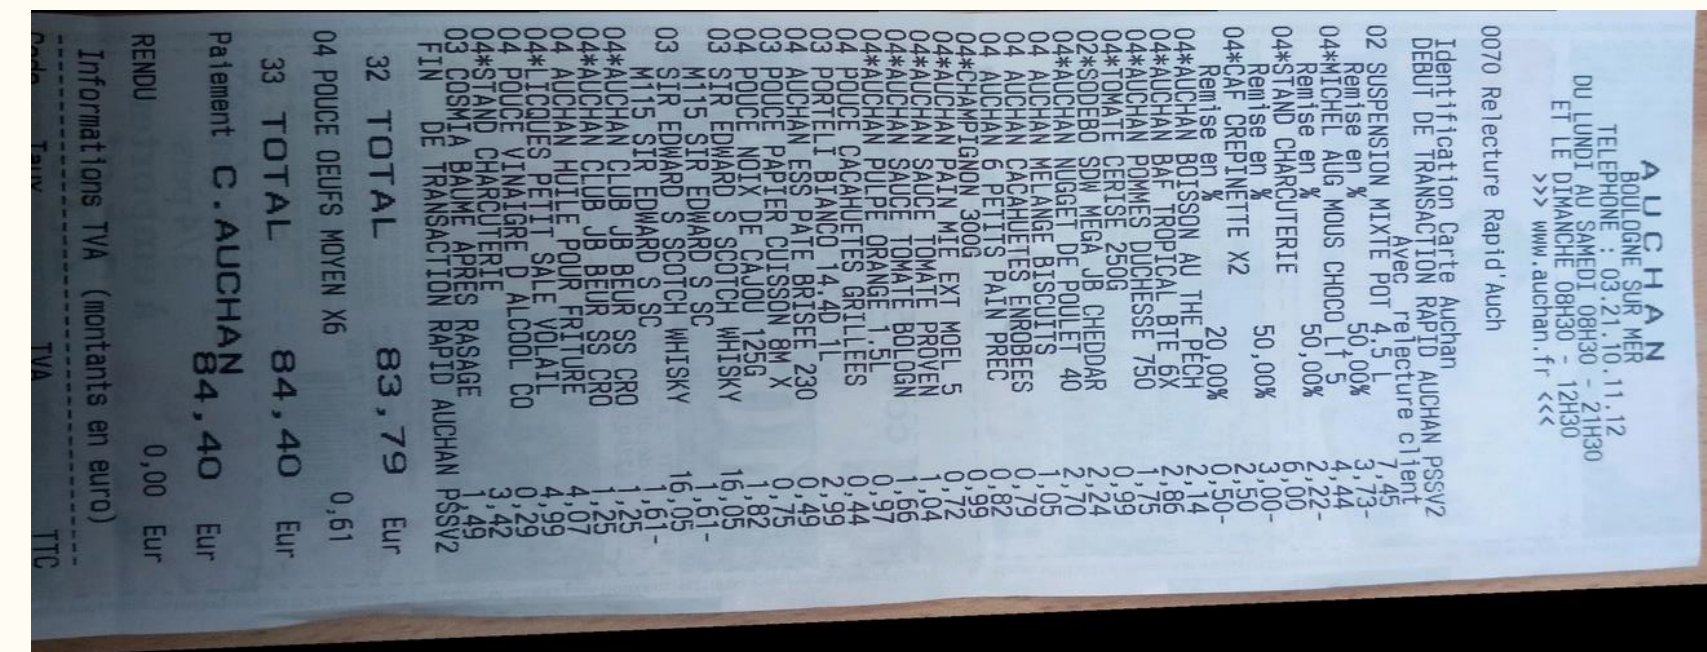 AUCHAN
BOULOGNE SUR MER
TELEPHONE : 03.21.10.11.12
DU LUNDI AU SAMEDI 08H30 - 21H30
ET LE DIMANCHE 08H30 - 12H30
>>> www.auchan.fr <<<
0070 Relecture Rapid'Auch
Identification Carte Auchan
DEBUT DE TRANSACTION RAPID AUCHAN PSSV2
Avec relecture client
02 SUSPENSION MIXTE POT 4,5 L 7,45
Remise en % 50,00% 3,73-
04*MICHEL AUG MOUS CHOCO LT 5 4,44
Remise en % 50,00% 2,22-
04*STAND CHARCUTERIE 6,00
Remise en % 50,00% 3,00-
04*CAF CREPINETTE X2 2,50
Remise en % 20,00% 0,50-
04*AUCHAN BOISSON AU THE PECH 2,14
04*AUCHAN BAF TROPICAL BTE 6X 2,86
04*AUCHAN POMMES DUCHESSE 750 1,75
04*TOMATE CERISE 250G 0,99
02*SODEBO SDW MEGA JB CHEDDAR 2,24
04*AUCHAN NUGGET DE POULET 40 2,70
04 AUCHAN MELANGE BISCUITS 1,05
04 AUCHAN CACAHUETES ENROBEES 0,79
04 AUCHAN 6 PETITS PAIN PREC 0,82
04*CHAMPIGNON 300G 0,99
04*AUCHAN PAIN MIE EXT MOEL 5 0,72
04*AUCHAN SAUCE TOMATE PROVEN 1,04
04*AUCHAN SAUCE TOMATE BOLOGN 1,66
04*AUCHAN PULPE ORANGE 1.5L 0,97
04 POUCE CACAHUETES GRILLEES 0,44
03 PORTELI BIANCO 14,4D 1L 2,99
04 AUCHAN ESS PATE BRISEE 230 0,49
03 POUCE PAPIER CUISSON 8M X 0,75
04 POUCE NOIX DE CAJOU 125G 1,82
03 SIR EDWARD S SCOTCH WHISKY 16,05
M115 SIR EDWARD S SC 1,61-
03 SIR EDWARD S SCOTCH WHISKY 16,05
M115 SIR EDWARD S SC 1,61-
04*AUCHAN CLUB JB BEUR SS CRO 1,25
04*AUCHAN CLUB JB BEUR SS CRO 1,25
04 AUCHAN HUILE POUR FRITURE 4,07
04*LICQUES PETIT SALE VOLAIL 4,99
04 POUCE VINAIGRE D ALCOOL CO 0,29
04*STAND CHARCUTERIE 3,42
03 COSMIA BAUME APRES RASAGE 1,49
FIN DE TRANSACTION RAPID AUCHAN PSSV2
32 TOTAL 83,79 Eur
04 POUCE OEUFS MOYEN X6 0,61
33 TOTAL 84,40 Eur
Paiement C.AUCHAN 84,40 Eur
RENDU 0,00 Eur
Informations TVA (montants en euro)
Code Taux TVA TTC